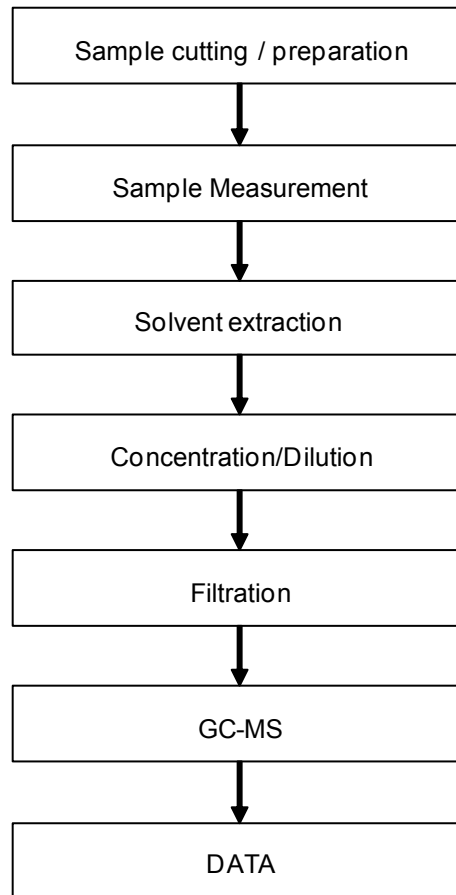 Sample cutting / preparation
Sample Measurement
Solvent extraction
Concentration/Dilution
Filtration
GC-MS
DATA